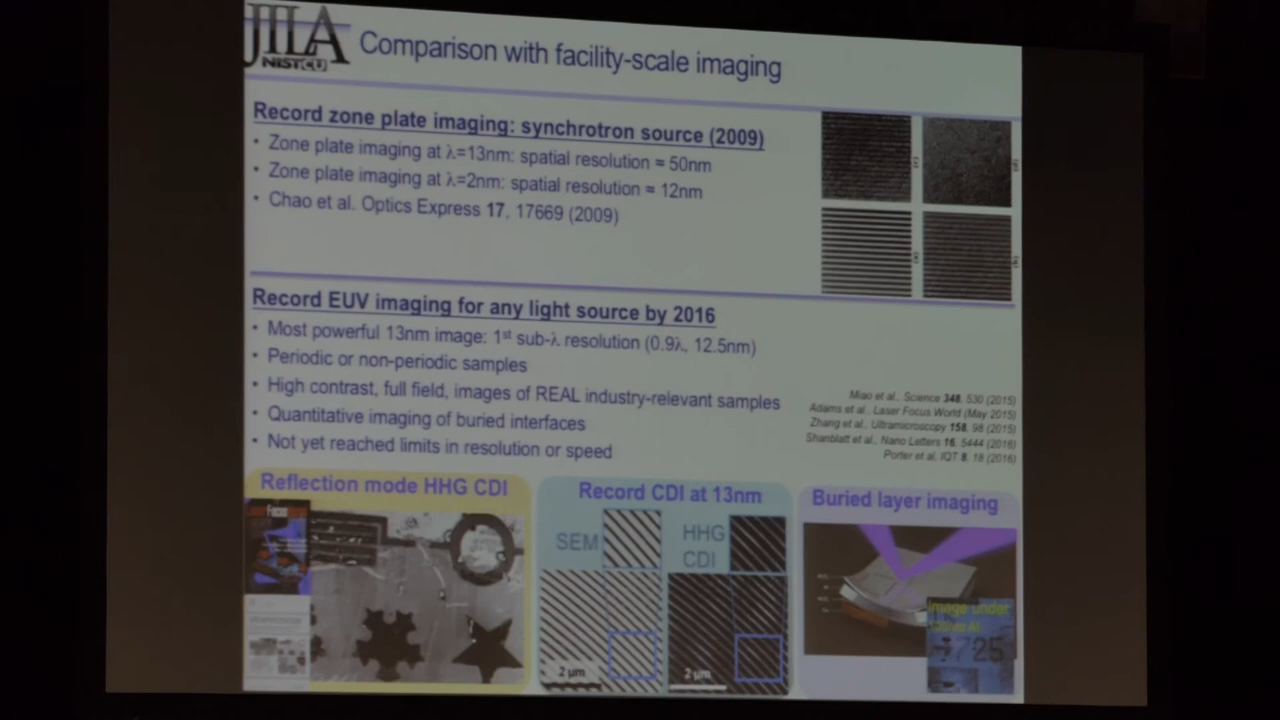 JILA
NIST CU
Comparison with facility-scale imaging
Record zone plate imaging: synchrotron source (2009)
• Zone plate imaging at λ=13nm: spatial resolution ≈ 50nm
• Zone plate imaging at λ=2nm: spatial resolution ≈ 12nm
• Chao et al. Optics Express 17, 17669 (2009)
Record EUV imaging for any light source by 2016
• Most powerful 13nm image: 1st sub-λ resolution (0.9λ, 12.5nm)
• Periodic or non-periodic samples
• High contrast, full field, images of REAL industry-relevant samples
• Quantitative imaging of buried interfaces
• Not yet reached limits in resolution or speed
Miao et al., Science 348, 530 (2015)
Adams et al., Laser Focus World (May 2015)
Zhang et al., Ultramicroscopy 158, 98 (2015)
Shanblatt et al., Nano Letters 16, 5444 (2016)
Porter et al, IQT 8, 18 (2016)
Reflection mode HHG CDI
Focus
Record CDI at 13nm
SEM
HHG
CDI
2 μm
2 μm
Buried layer imaging
Image under
Al
725